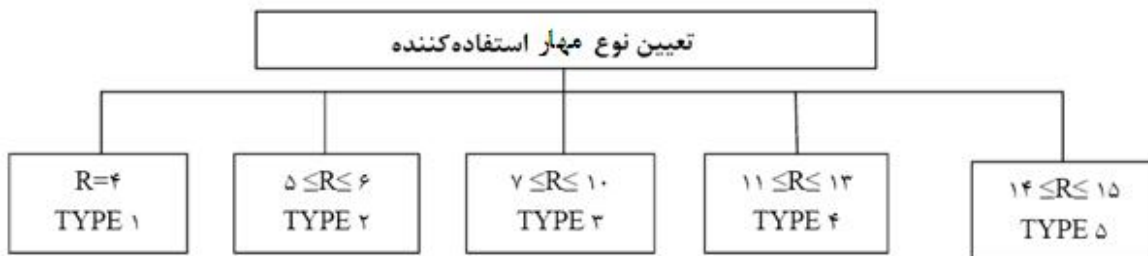 تعیین نوع مهار استفاده‌کننده
R=۴
TYPE ۱
۵ ≤R≤ ۶
TYPE ۲
۷ ≤R≤ ۱۰
TYPE ۳
۱۱ ≤R≤ ۱۳
TYPE ۴
۱۴ ≤R≤ ۱۵
TYPE ۵